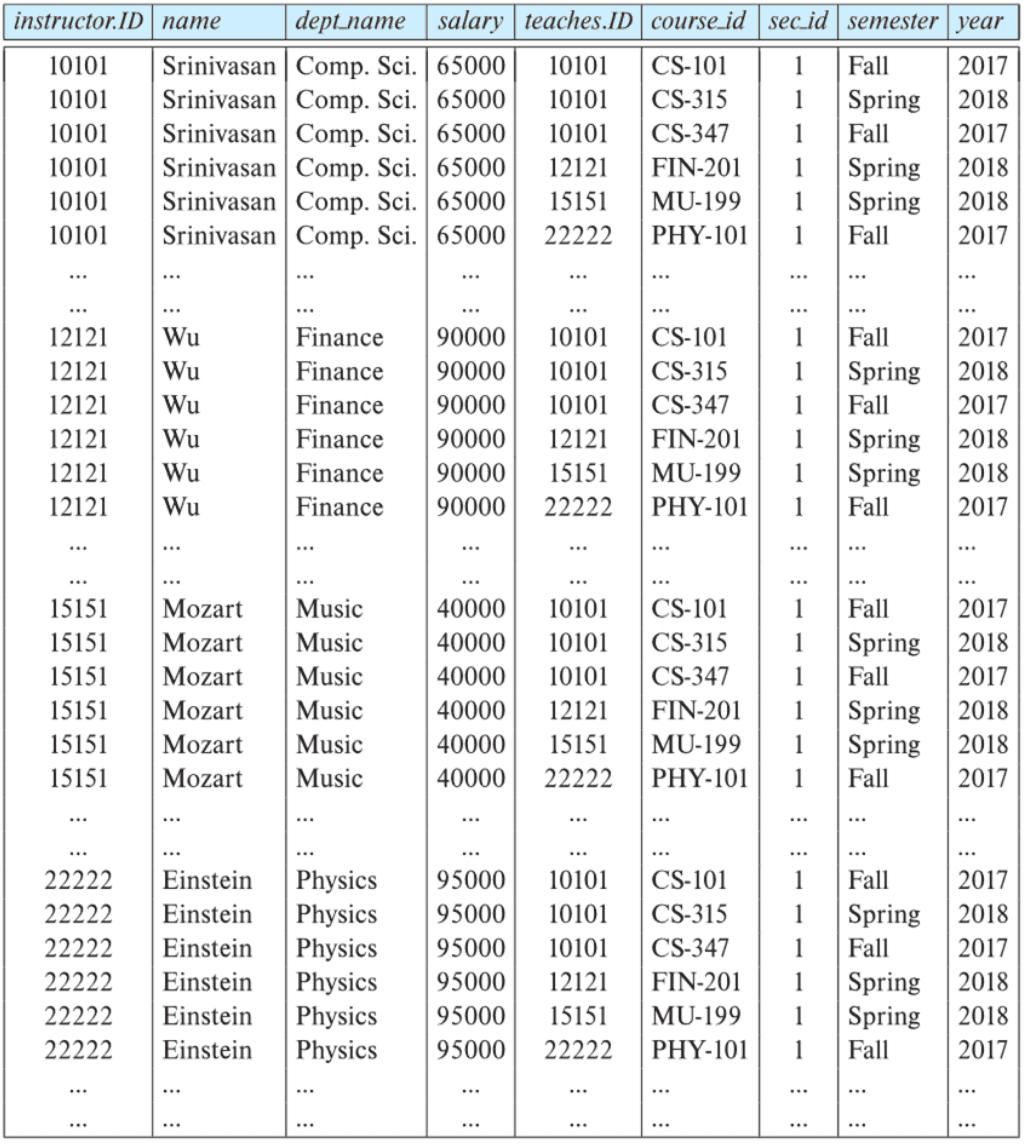 instructor.ID name dept_name salary teaches.ID course_id sec_id semester year
10101 Srinivasan Comp. Sci. 65000 10101 CS-101 1 Fall 2017
10101 Srinivasan Comp. Sci. 65000 10101 CS-315 1 Spring 2018
10101 Srinivasan Comp. Sci. 65000 10101 CS-347 1 Fall 2017
10101 Srinivasan Comp. Sci. 65000 12121 FIN-201 1 Spring 2018
10101 Srinivasan Comp. Sci. 65000 15151 MU-199 1 Spring 2018
10101 Srinivasan Comp. Sci. 65000 22222 PHY-101 1 Fall 2017
... ... ... ... ... ... ... ... ...
... ... ... ... ... ... ... ... ...
12121 Wu Finance 90000 10101 CS-101 1 Fall 2017
12121 Wu Finance 90000 10101 CS-315 1 Spring 2018
12121 Wu Finance 90000 10101 CS-347 1 Fall 2017
12121 Wu Finance 90000 12121 FIN-201 1 Spring 2018
12121 Wu Finance 90000 15151 MU-199 1 Spring 2018
12121 Wu Finance 90000 22222 PHY-101 1 Fall 2017
... ... ... ... ... ... ... ... ...
... ... ... ... ... ... ... ... ...
15151 Mozart Music 40000 10101 CS-101 1 Fall 2017
15151 Mozart Music 40000 10101 CS-315 1 Spring 2018
15151 Mozart Music 40000 10101 CS-347 1 Fall 2017
15151 Mozart Music 40000 12121 FIN-201 1 Spring 2018
15151 Mozart Music 40000 15151 MU-199 1 Spring 2018
15151 Mozart Music 40000 22222 PHY-101 1 Fall 2017
... ... ... ... ... ... ... ... ...
... ... ... ... ... ... ... ... ...
22222 Einstein Physics 95000 10101 CS-101 1 Fall 2017
22222 Einstein Physics 95000 10101 CS-315 1 Spring 2018
22222 Einstein Physics 95000 10101 CS-347 1 Fall 2017
22222 Einstein Physics 95000 12121 FIN-201 1 Spring 2018
22222 Einstein Physics 95000 15151 MU-199 1 Spring 2018
22222 Einstein Physics 95000 22222 PHY-101 1 Fall 2017
... ... ... ... ... ... ... ... ...
... ... ... ... ... ... ... ... ...